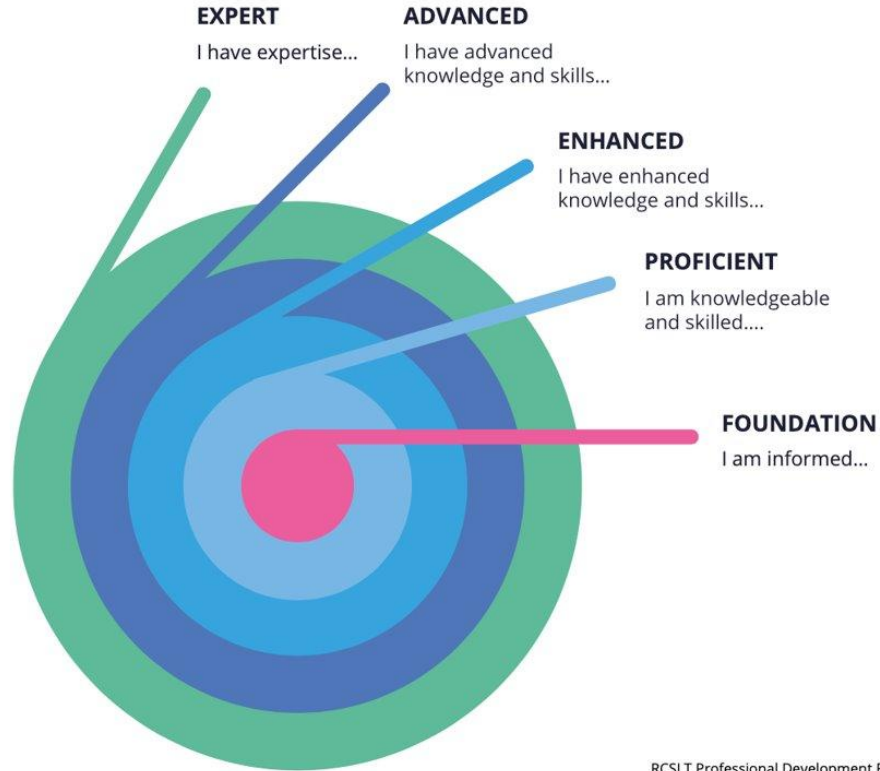 EXPERT
I have expertise...
ADVANCED
I have advanced
knowledge and skills...
ENHANCED
I have enhanced
knowledge and skills...
PROFICIENT
I am knowledgeable
and skilled....
FOUNDATION
I am informed...
RCSLT Professional Development